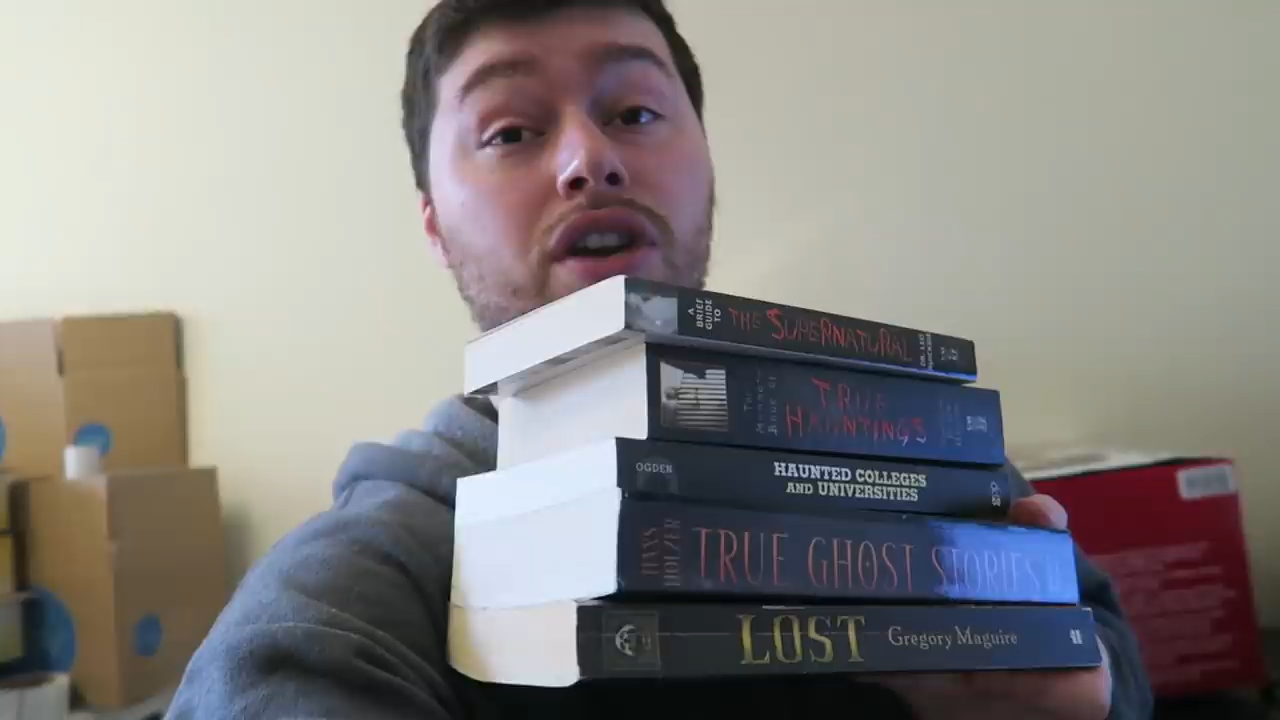 A
BRIEF
GUIDE
TO
THE SUPERNATURAL
TRUE
HAUNTINGS
OGDEN
HAUNTED COLLEGES
AND UNIVERSITIES
HANS
HOLZER
TRUE GHOST STORIES
LOST
Gregory Maguire